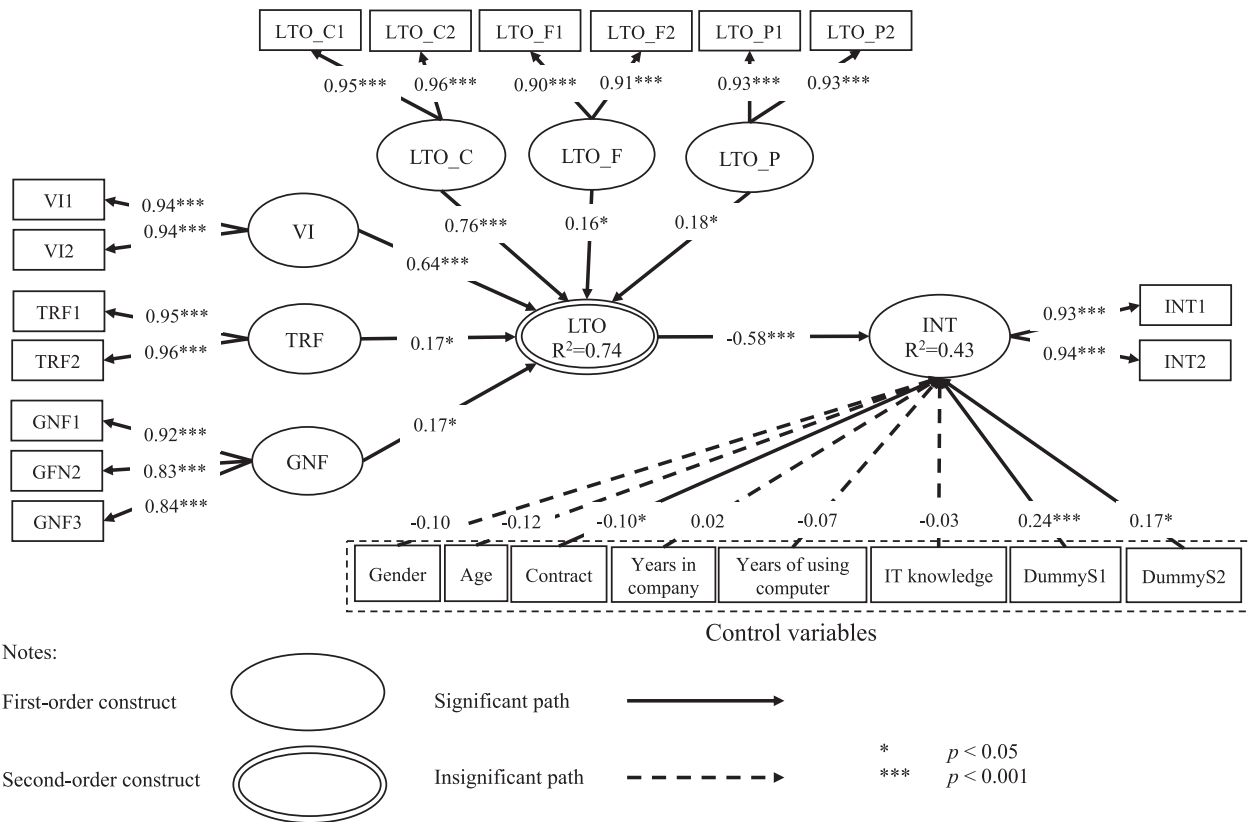 LTO_C1 LTO_C2 LTO_F1 LTO_F2 LTO_P1 LTO_P2
0.95*** 0.96*** 0.90*** 0.91*** 0.93*** 0.93***
LTO_C LTO_F LTO_P
VI1 0.94***
VI2 0.94***
VI
0.76*** 0.16* 0.18*
0.64***
TRF1 0.95***
TRF2 0.96***
TRF
0.17*
LTO
R²=0.74
-0.58***
INT
R²=0.43
0.93*** INT1
0.94*** INT2
GNF1 0.92***
GFN2 0.83***
GNF3 0.84***
GNF
0.17*
-0.10 -0.12 -0.10* 0.02 -0.07 -0.03 0.24*** 0.17*
Gender
Age
Contract
Years in
company
Years of using
computer
IT knowledge
DummyS1
DummyS2
Control variables
Notes:
First-order construct
Significant path
Second-order construct
Insignificant path
* p < 0.05
*** p < 0.001